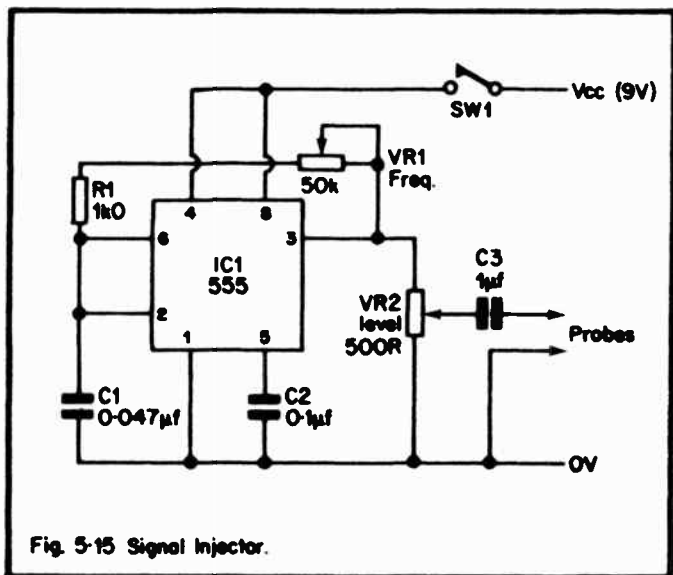 Vcc (9V)
SW1
VR1
Freq.
50k
R1
1k0
4
8
6
3
IC1
555
2
1
5
C3
1µf
VR2
level
500R
Probes
C1
0·047µf
C2
0·1µf
0V
Fig. 5·15 Signal Injector.